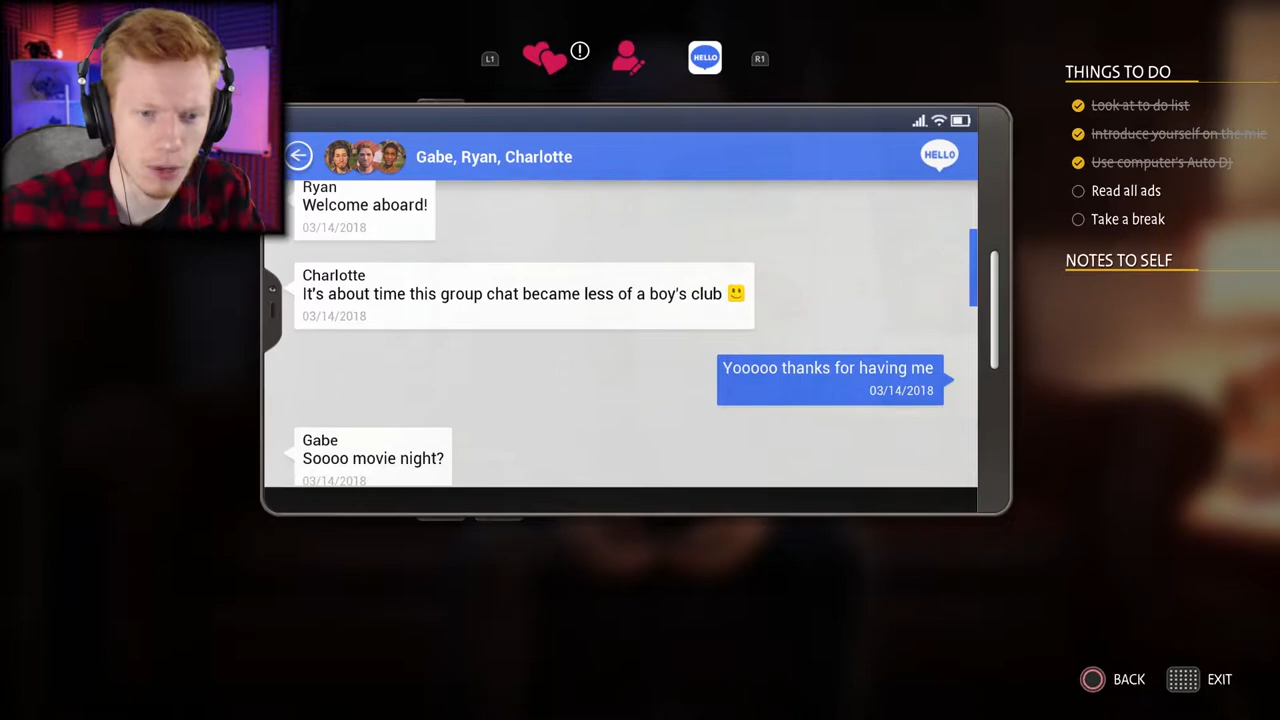 L1
!
HELLO
R1
THINGS TO DO
Look at to do list
Introduce yourself on the mic
Use computer's Auto DJ
Read all ads
Take a break
NOTES TO SELF
Gabe, Ryan, Charlotte
HELLO
Ryan
Welcome aboard!
03/14/2018
Charlotte
It's about time this group chat became less of a boy's club
03/14/2018
Yooooo thanks for having me
03/14/2018
Gabe
Soooo movie night?
03/14/2018
BACK
EXIT